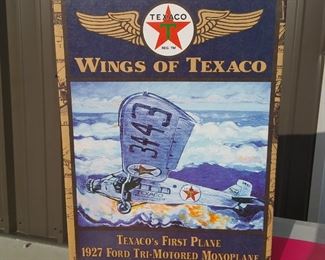 TEXACO
T
REG. TM
WINGS OF TEXACO
3443
TEXACO'S FIRST PLANE
1927 FORD TRI-MOTORED MONOPLANE